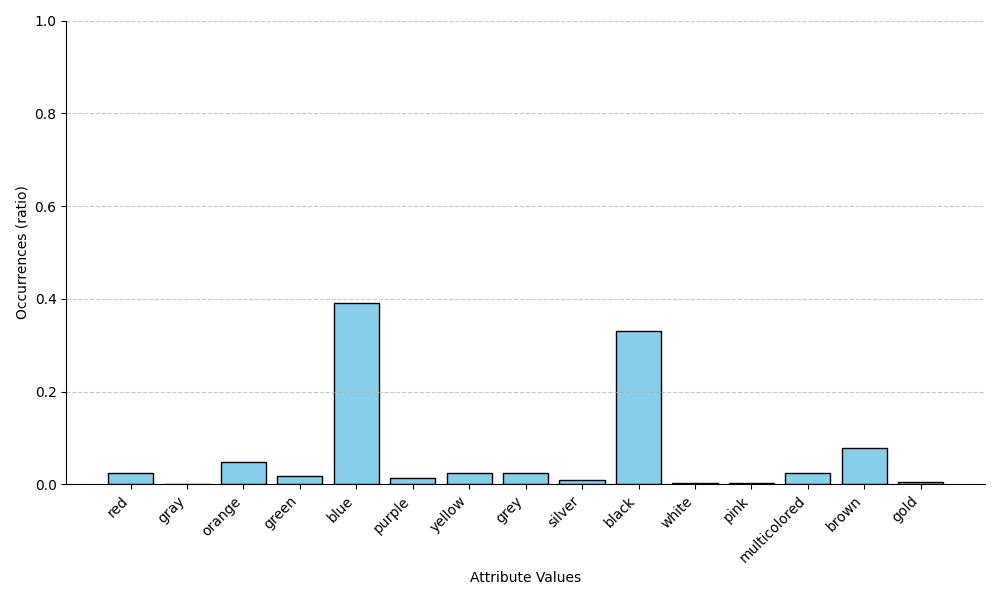 1.0
0.8
0.6
0.4
0.2
0.0
Occurrences (ratio)
red
gray
orange
green
blue
purple
yellow
grey
silver
black
white
pink
multicolored
brown
gold
Attribute Values